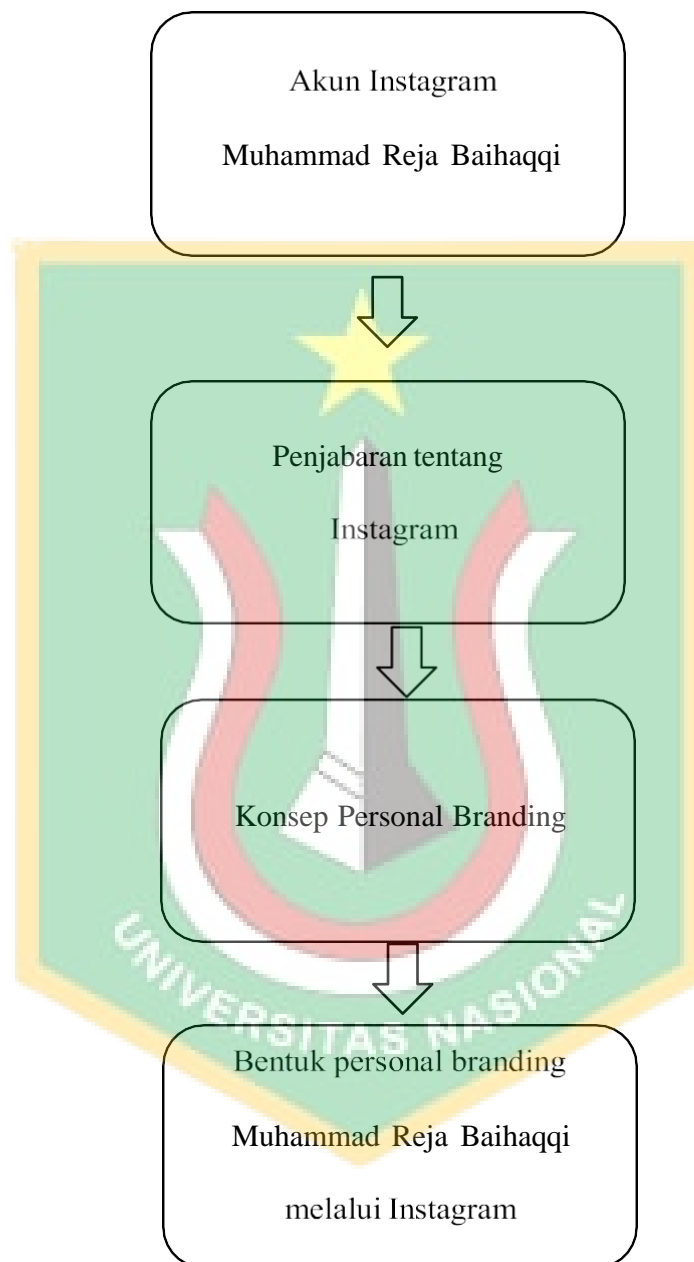 Akun Instagram
Muhammad Reja Baihaqqi
Penjabaran tentang
Instagram
Konsep Personal Branding
UNIVERSITAS NASIONAL
Bentuk personal branding
Muhammad Reja Baihaqqi
melalui Instagram